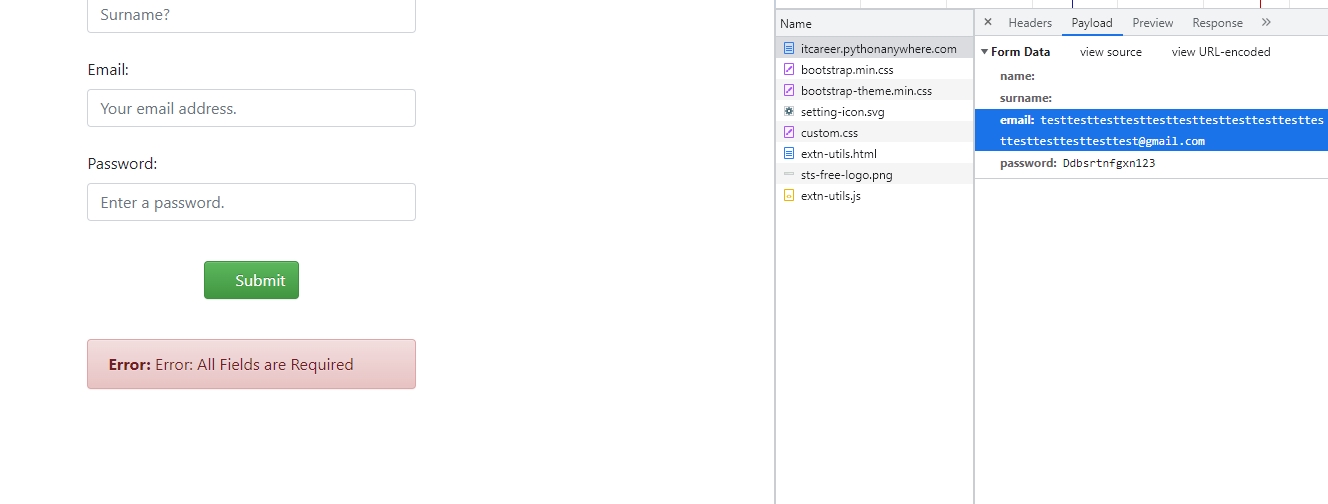 Surname?
Email:
Your email address.
Password:
Enter a password.
Submit
Error: Error: All Fields are Required
Name
itcareer.pythonanywhere.com
bootstrap.min.css
bootstrap-theme.min.css
setting-icon.svg
custom.css
extn-utils.html
sts-free-logo.png
extn-utils.js
× Headers Payload Preview Response »
Form Data view source view URL-encoded
name:
surname:
email: testtesttesttesttesttesttesttesttesttesttes
ttesttesttesttesttest@gmail.com
password: Ddbsrtnfgxn123